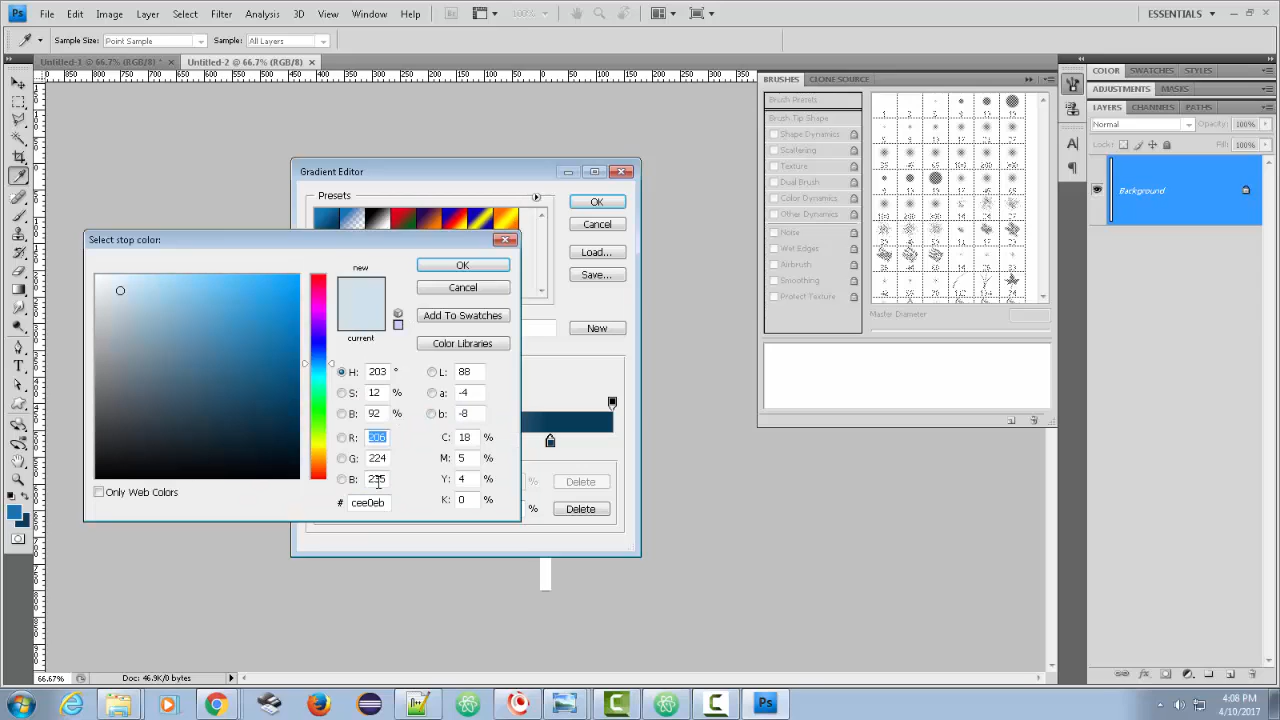 Ps File Edit Image Layer Select Filter Analysis 3D View Window Help Br 100% ESSENTIALS
Sample Size: Point Sample Sample: All Layers
Untitled-1 @ 66.7% (RGB/8) * Untitled-2 @ 66.7% (RGB/8)
BRUSHES CLONE SOURCE
Brush Presets
Brush Tip Shape
Shape Dynamics
Scattering
Texture
Dual Brush
Color Dynamics
Other Dynamics
Noise
Wet Edges
Airbrush
Smoothing
Protect Texture
Master Diameter
COLOR SWATCHES STYLES
ADJUSTMENTS MASKS
LAYERS CHANNELS PATHS
Normal Opacity: 100%
Lock: Fill: 100%
Background
Gradient Editor
Presets
OK
Cancel
Load...
Save...
New
% Delete
% Delete
Select stop color:
new
current
OK
Cancel
Add To Swatches
Color Libraries
H: 203 ° L: 88
S: 12 % a: -4
B: 92 % b: -8
R: 206 C: 18 %
G: 224 M: 5 %
B: 235 Y: 4 %
# cee0eb K: 0 %
Only Web Colors
66.67% Doc: 46.9K/0 bytes
Ps
4:08 PM
4/10/2017